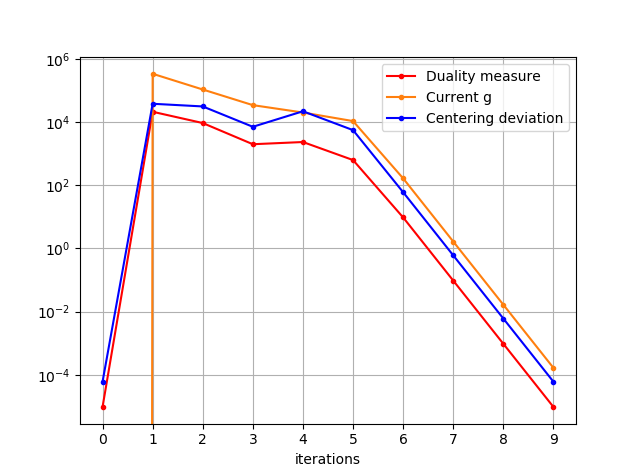 10^6
10^4
10^2
10^0
10^−2
10^−4
Duality measure
Current g
Centering deviation
0 1 2 3 4 5 6 7 8 9
iterations